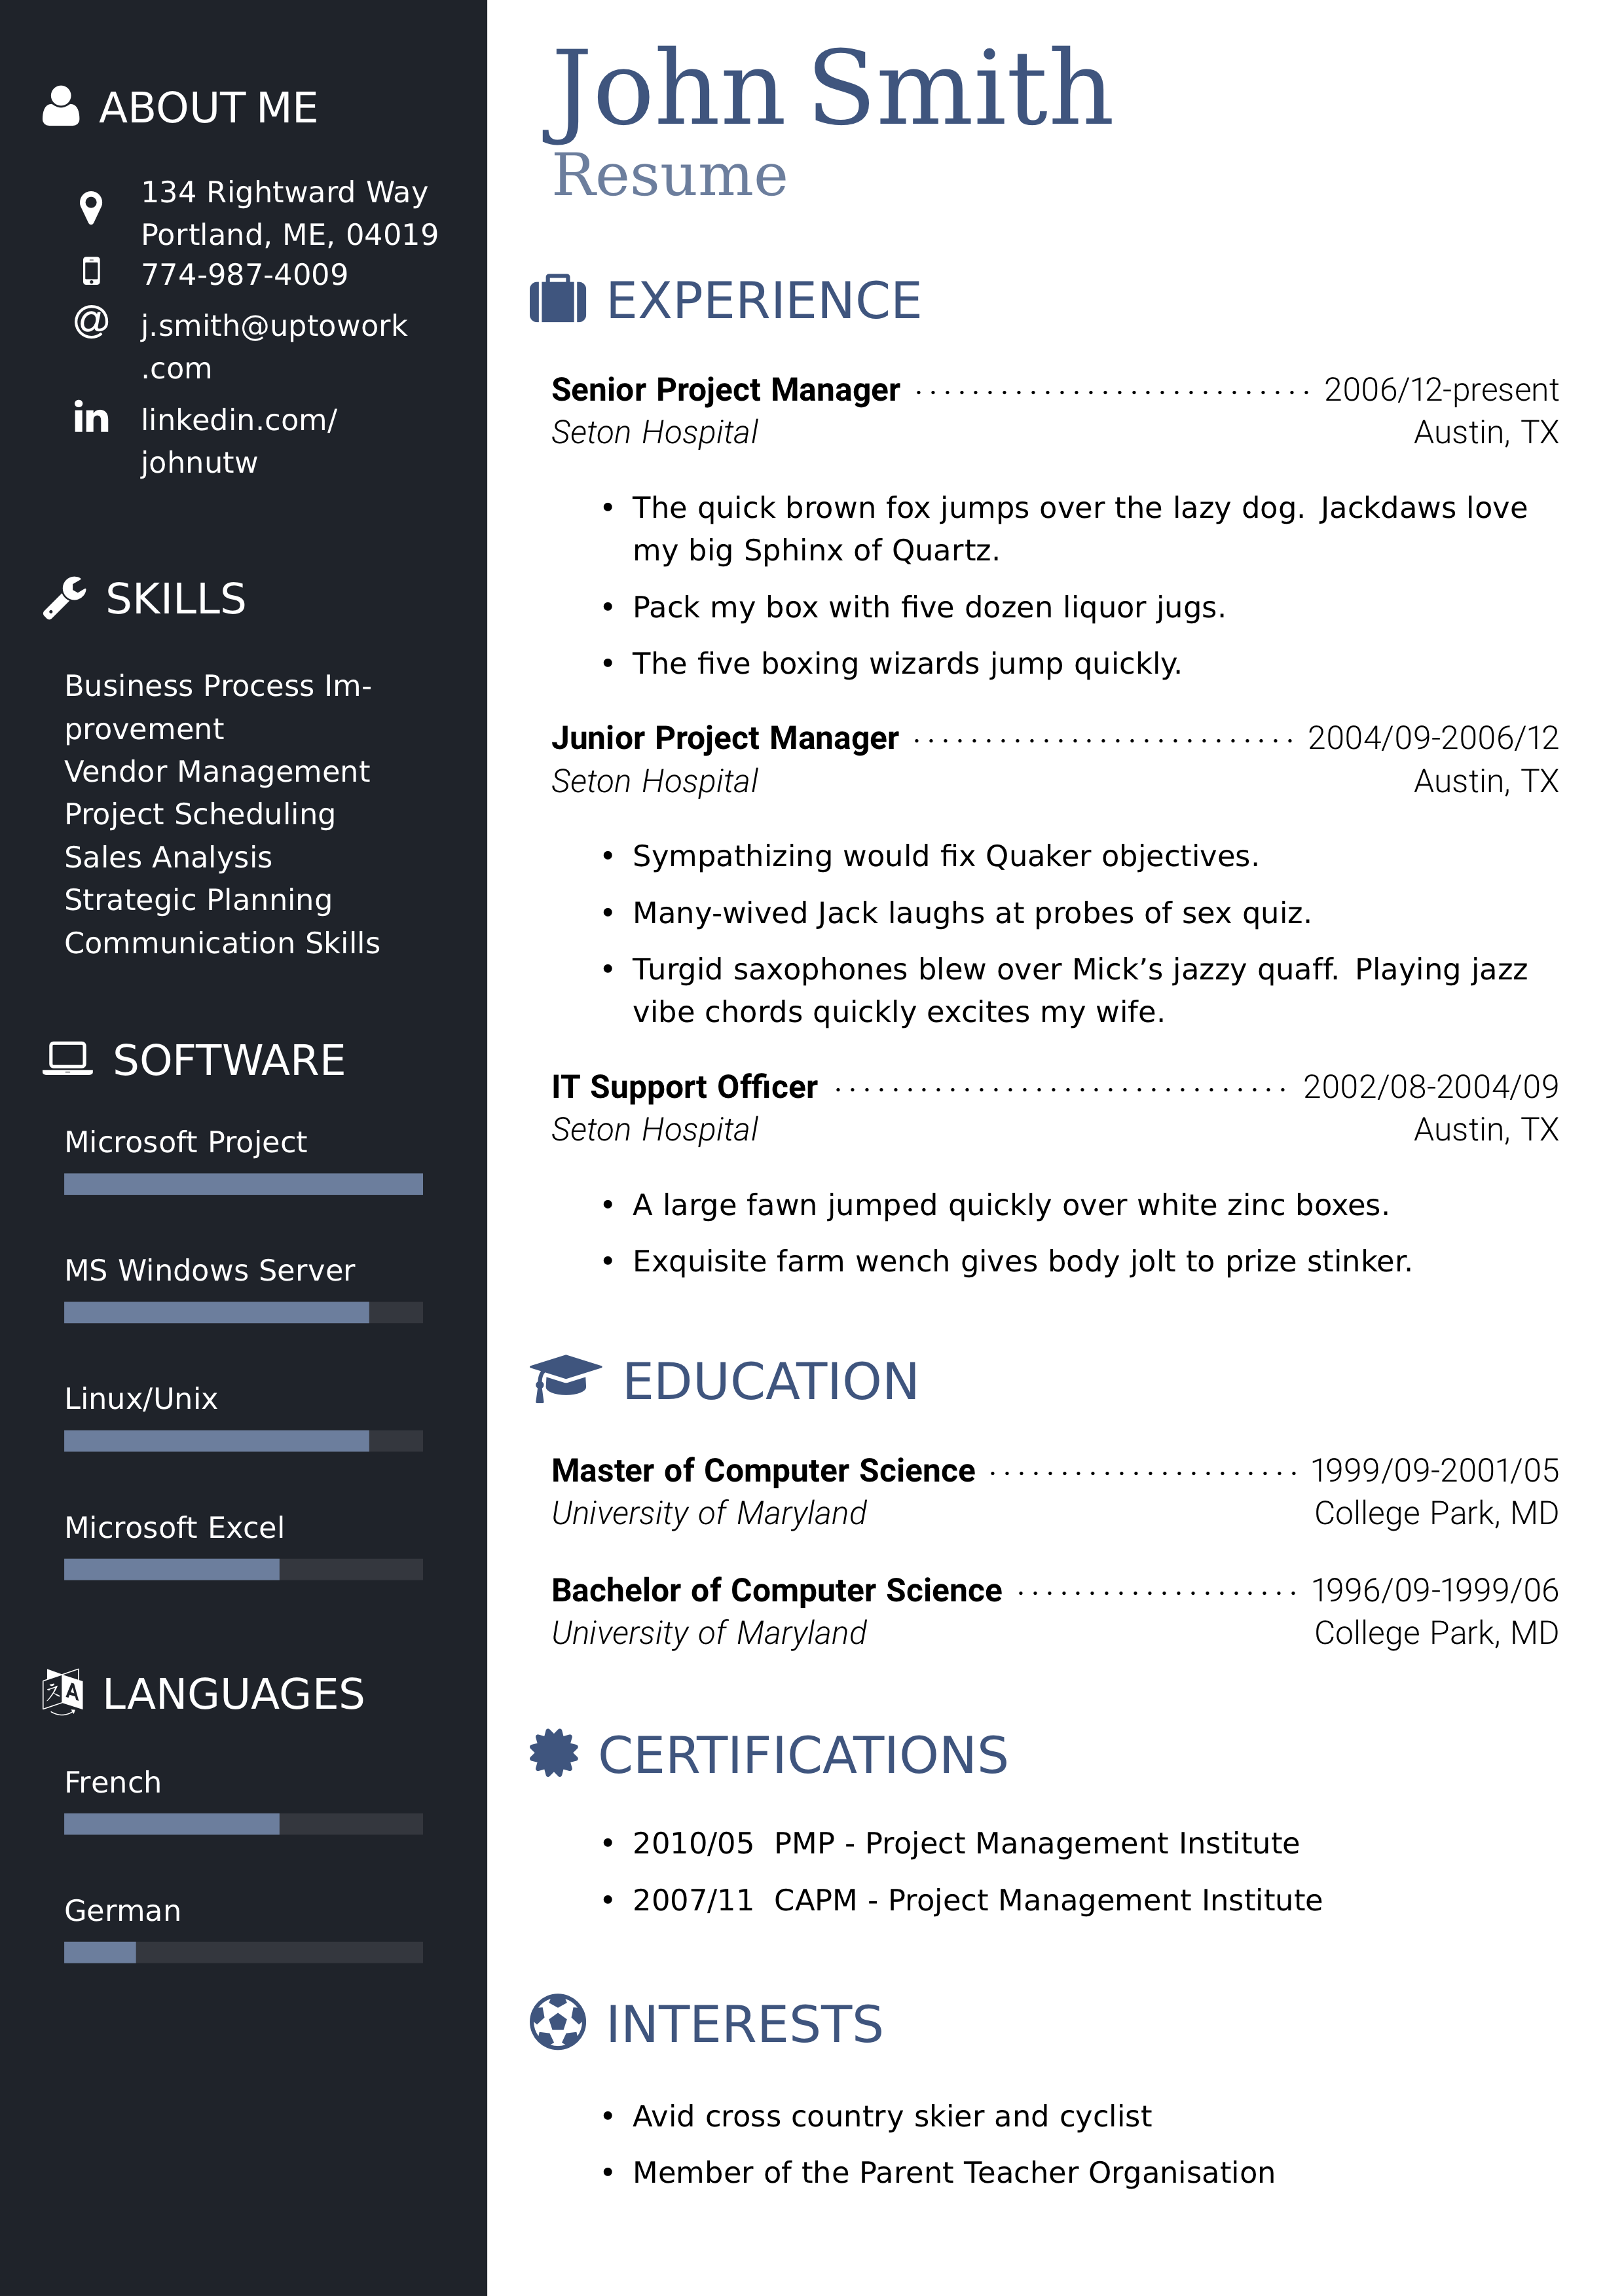 ABOUT ME
134 Rightward Way
Portland, ME, 04019
774-987-4009
@ j.smith@uptowork
.com
in linkedin.com/
johnutw
SKILLS
Business Process Im-
provement
Vendor Management
Project Scheduling
Sales Analysis
Strategic Planning
Communication Skills
SOFTWARE
Microsoft Project
MS Windows Server
Linux/Unix
Microsoft Excel
LANGUAGES
French
German
John Smith
Resume
EXPERIENCE
Senior Project Manager 2006/12-present
Seton Hospital Austin, TX
• The quick brown fox jumps over the lazy dog. Jackdaws love
my big Sphinx of Quartz.
• Pack my box with five dozen liquor jugs.
• The five boxing wizards jump quickly.
Junior Project Manager 2004/09-2006/12
Seton Hospital Austin, TX
• Sympathizing would fix Quaker objectives.
• Many-wived Jack laughs at probes of sex quiz.
• Turgid saxophones blew over Mick’s jazzy quaff. Playing jazz
vibe chords quickly excites my wife.
IT Support Officer 2002/08-2004/09
Seton Hospital Austin, TX
• A large fawn jumped quickly over white zinc boxes.
• Exquisite farm wench gives body jolt to prize stinker.
EDUCATION
Master of Computer Science 1999/09-2001/05
University of Maryland College Park, MD
Bachelor of Computer Science 1996/09-1999/06
University of Maryland College Park, MD
CERTIFICATIONS
• 2010/05 PMP - Project Management Institute
• 2007/11 CAPM - Project Management Institute
INTERESTS
• Avid cross country skier and cyclist
• Member of the Parent Teacher Organisation